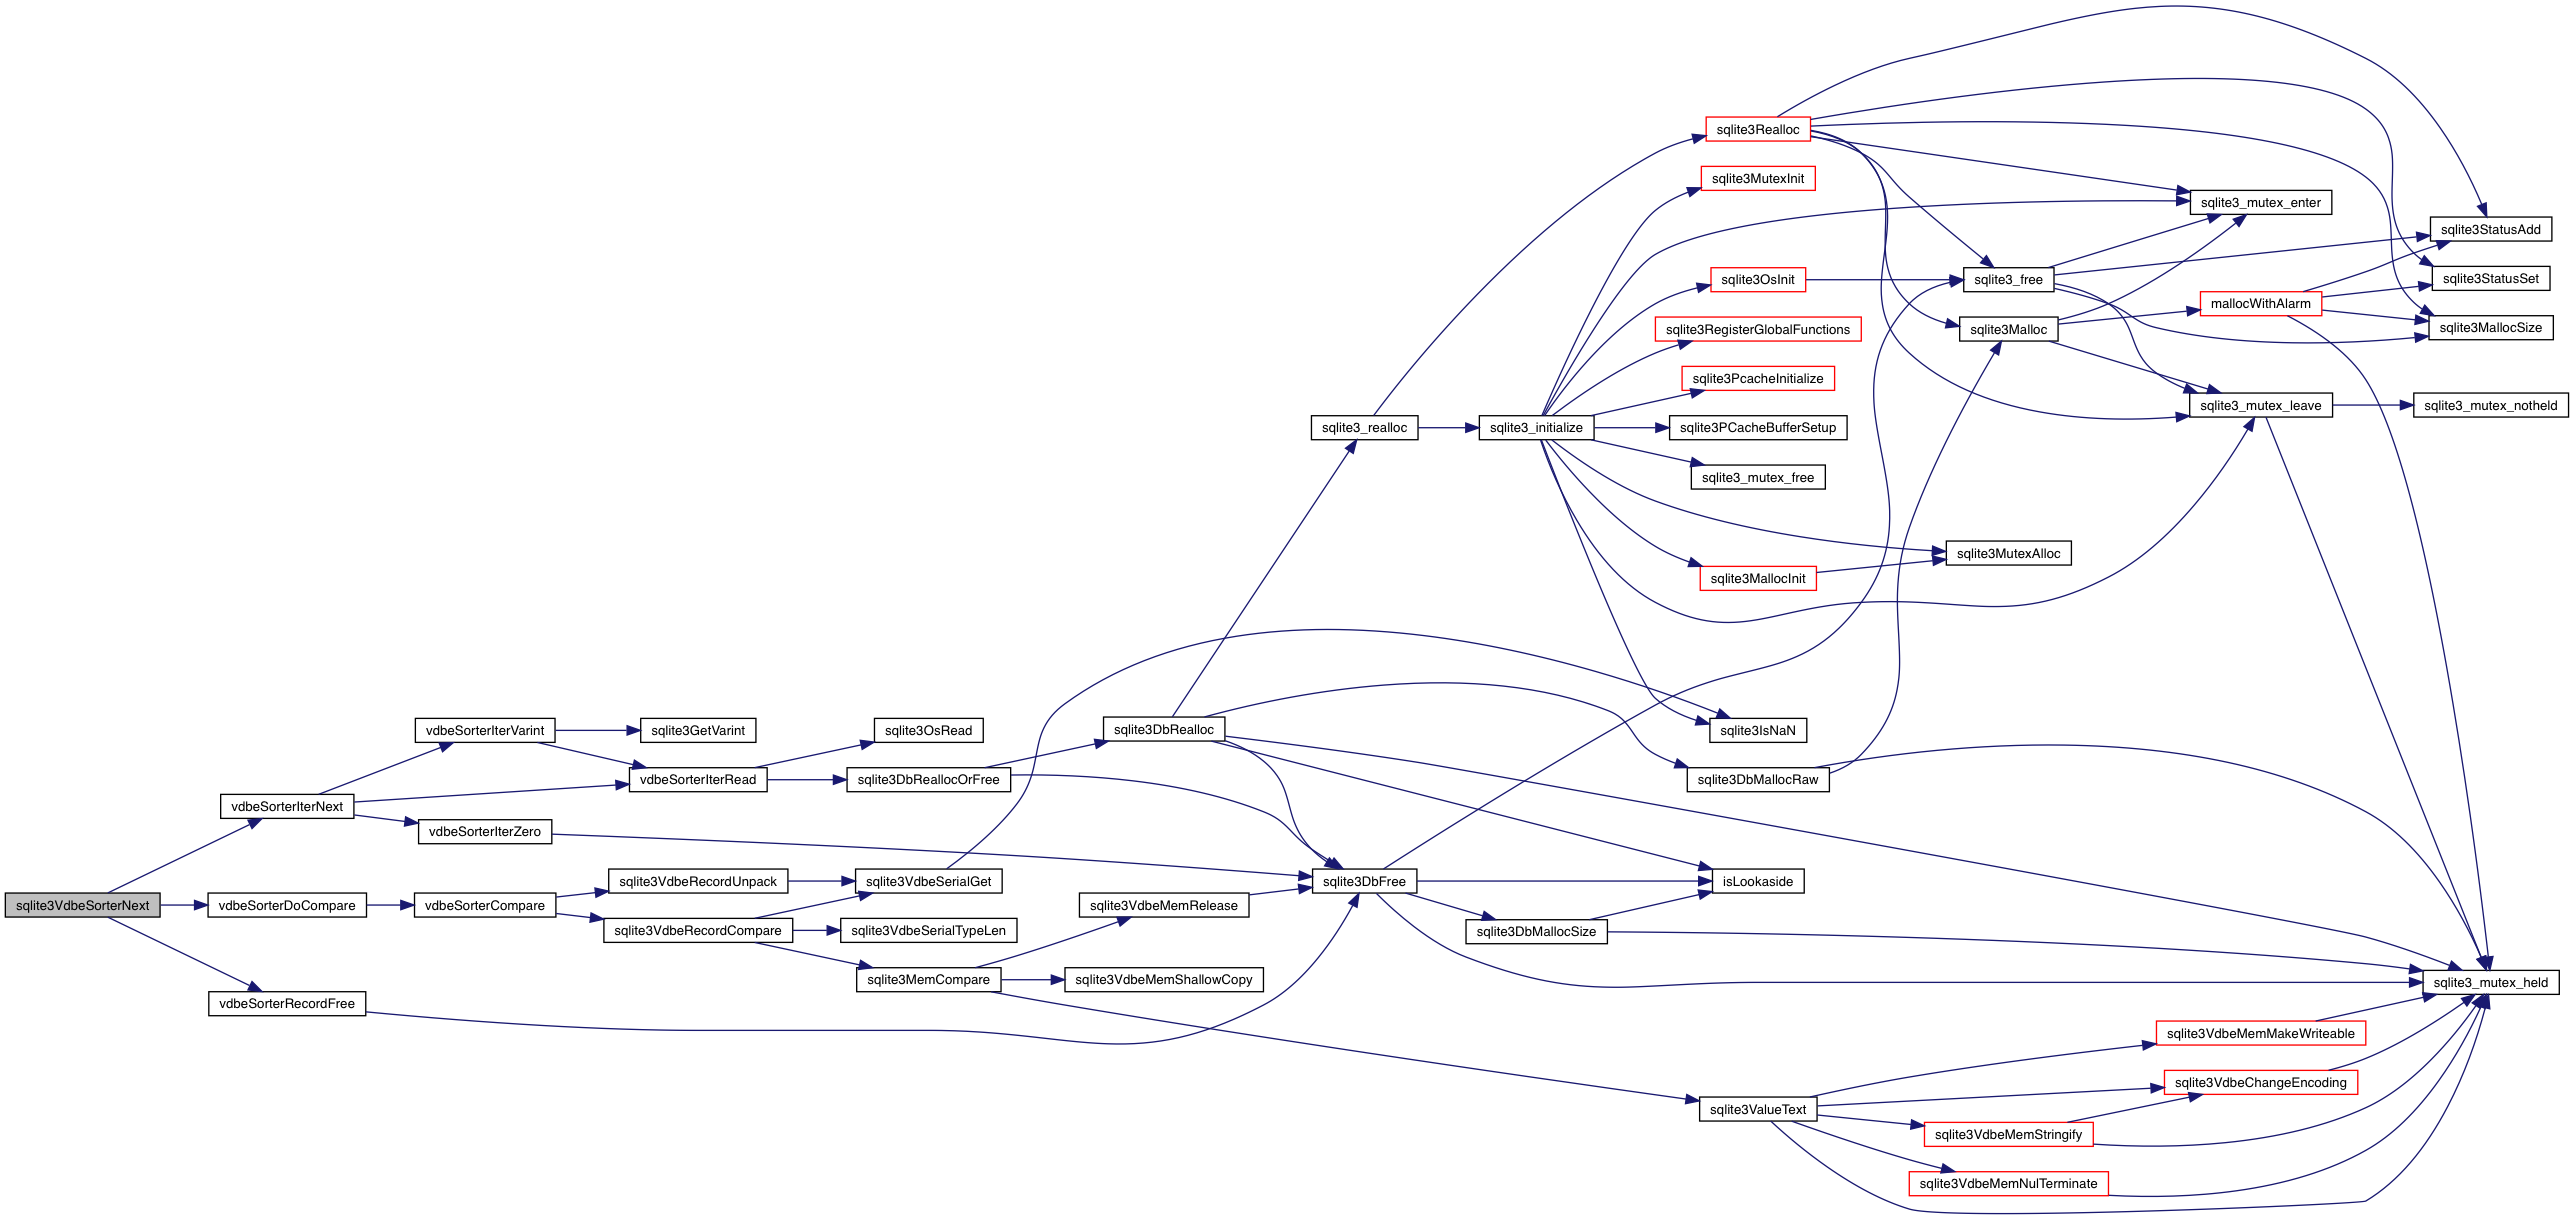 sqlite3VdbeSorterNext
vdbeSorterIterNext
vdbeSorterDoCompare
vdbeSorterRecordFree
vdbeSorterIterVarint
vdbeSorterIterZero
vdbeSorterCompare
sqlite3GetVarint
vdbeSorterIterRead
sqlite3VdbeRecordUnpack
sqlite3VdbeRecordCompare
sqlite3OsRead
sqlite3DbReallocOrFree
sqlite3VdbeSerialGet
sqlite3VdbeSerialTypeLen
sqlite3MemCompare
sqlite3DbRealloc
sqlite3VdbeMemRelease
sqlite3VdbeMemShallowCopy
sqlite3_realloc
sqlite3DbFree
sqlite3_initialize
sqlite3DbMallocSize
sqlite3Realloc
sqlite3MutexInit
sqlite3OsInit
sqlite3RegisterGlobalFunctions
sqlite3PcacheInitialize
sqlite3PCacheBufferSetup
sqlite3_mutex_free
sqlite3MallocInit
sqlite3IsNaN
sqlite3DbMallocRaw
isLookaside
sqlite3ValueText
sqlite3_free
sqlite3Malloc
sqlite3MutexAlloc
sqlite3VdbeMemStringify
sqlite3VdbeMemNulTerminate
sqlite3_mutex_enter
mallocWithAlarm
sqlite3_mutex_leave
sqlite3VdbeMemMakeWriteable
sqlite3VdbeChangeEncoding
sqlite3StatusAdd
sqlite3StatusSet
sqlite3MallocSize
sqlite3_mutex_notheld
sqlite3_mutex_held